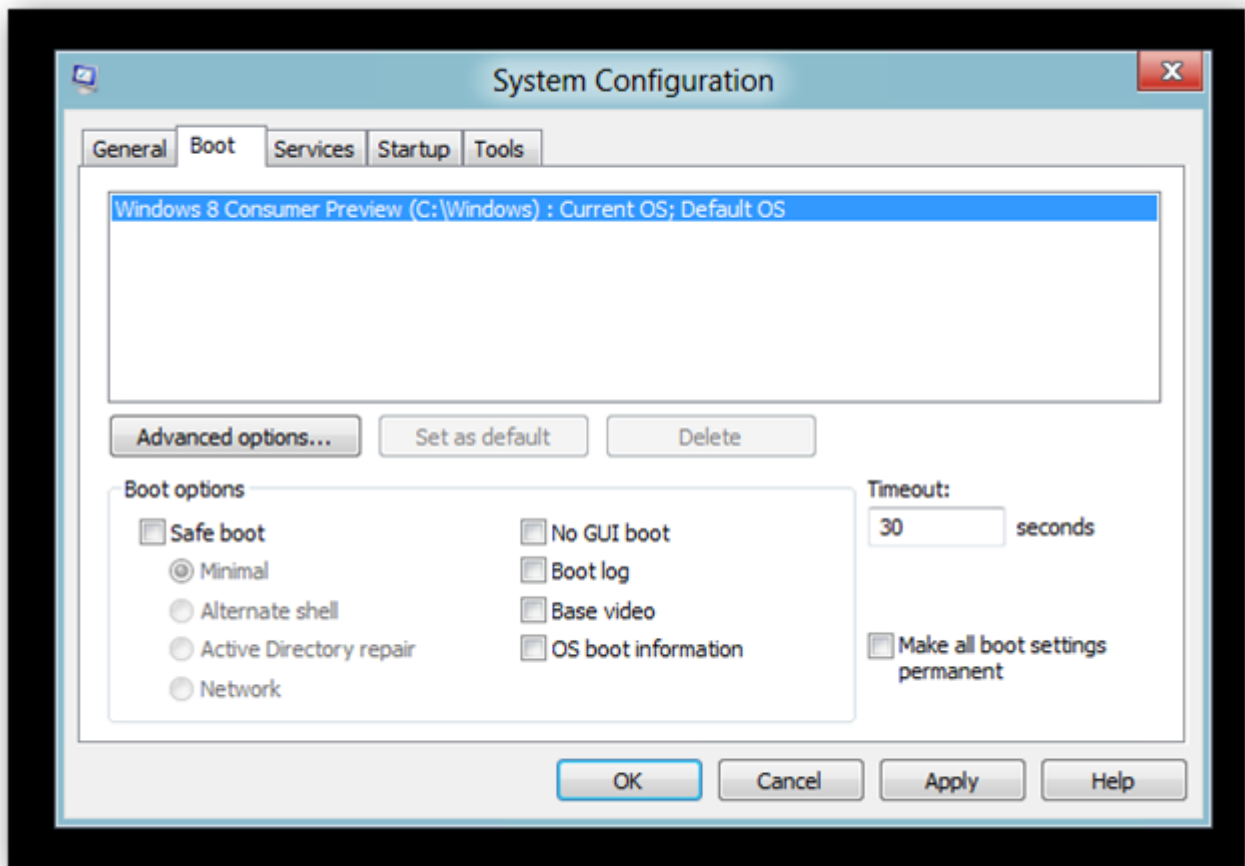 System Configuration
General Boot Services Startup Tools
Windows 8 Consumer Preview (C:\Windows) : Current OS; Default OS
Advanced options... Set as default Delete
Boot options
Timeout:
Safe boot No GUI boot 30 seconds
Minimal Boot log
Alternate shell Base video
Active Directory repair OS boot information Make all boot settings
permanent
Network
OK Cancel Apply Help